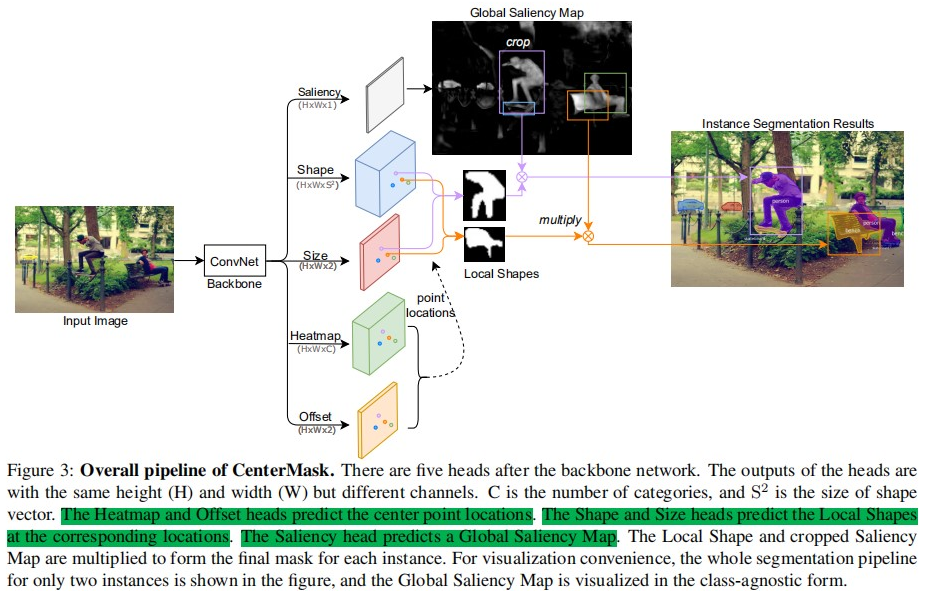 Global Saliency Map
crop
Saliency
(HxWx1)
Instance Segmentation Results
Shape
(HxWxS²)
person
person
bench
multiply
ConvNet
Backbone
Size
(HxWx2)
Local Shapes
point
locations
Input Image
Heatmap
(HxWxC)
Offset
(HxWx2)
Figure 3: Overall pipeline of CenterMask. There are five heads after the backbone network. The outputs of the heads are
with the same height (H) and width (W) but different channels. C is the number of categories, and S² is the size of shape
vector. The Heatmap and Offset heads predict the center point locations. The Shape and Size heads predict the Local Shapes
at the corresponding locations. The Saliency head predicts a Global Saliency Map. The Local Shape and cropped Saliency
Map are multiplied to form the final mask for each instance. For visualization convenience, the whole segmentation pipeline
for only two instances is shown in the figure, and the Global Saliency Map is visualized in the class-agnostic form.